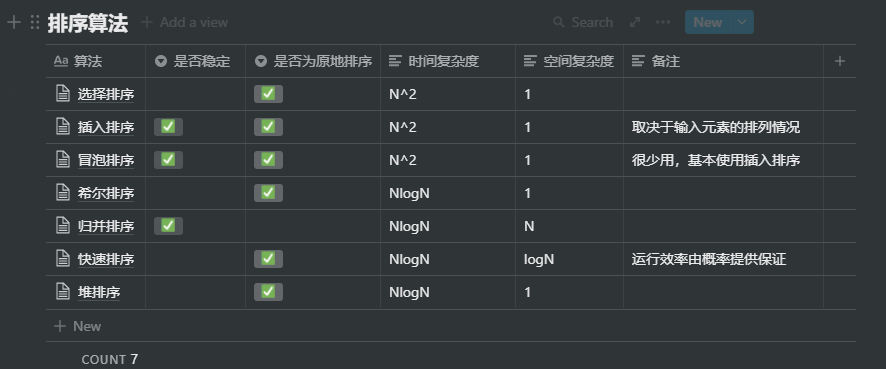 排序算法 Add a view Search New
Aa 算法 是否稳定 是否为原地排序 时间复杂度 空间复杂度 备注
选择排序 ✅ N^2 1
插入排序 ✅ ✅ N^2 1 取决于输入元素的排列情况
冒泡排序 ✅ ✅ N^2 1 很少用，基本使用插入排序
希尔排序 ✅ NlogN 1
归并排序 ✅ NlogN N
快速排序 ✅ NlogN logN 运行效率由概率提供保证
堆排序 ✅ NlogN 1
New
COUNT 7